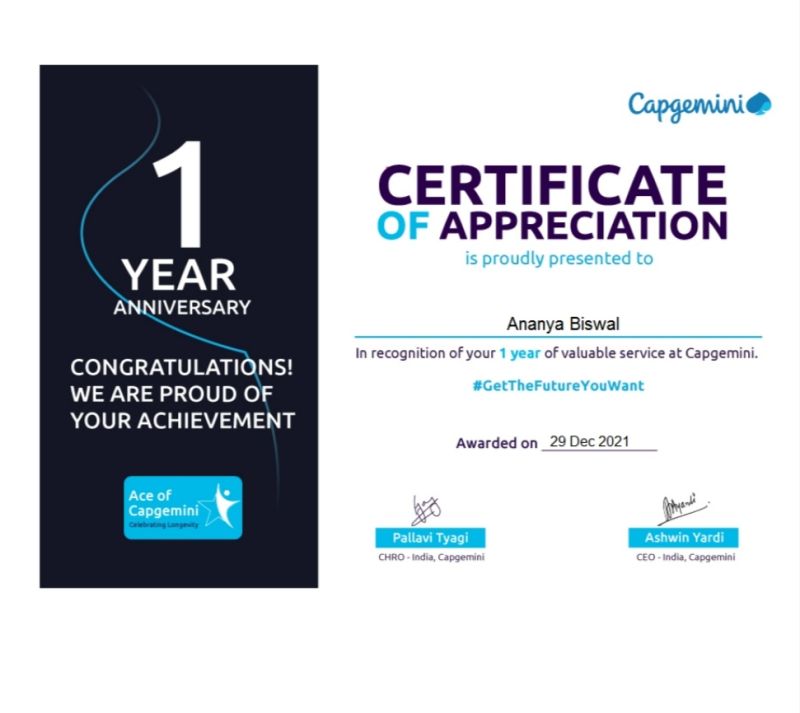 1
YEAR
ANNIVERSARY
CONGRATULATIONS!
WE ARE PROUD OF
YOUR ACHIEVEMENT
Ace of
Capgemini
Celebrating Longevity
Capgemini
CERTIFICATE
OF APPRECIATION
is proudly presented to
Ananya Biswal
In recognition of your 1 year of valuable service at Capgemini.
#GetTheFutureYouWant
Awarded on 29 Dec 2021
Pallavi Tyagi
CHRO - India, Capgemini
Ashwin Yardi
CEO - India, Capgemini